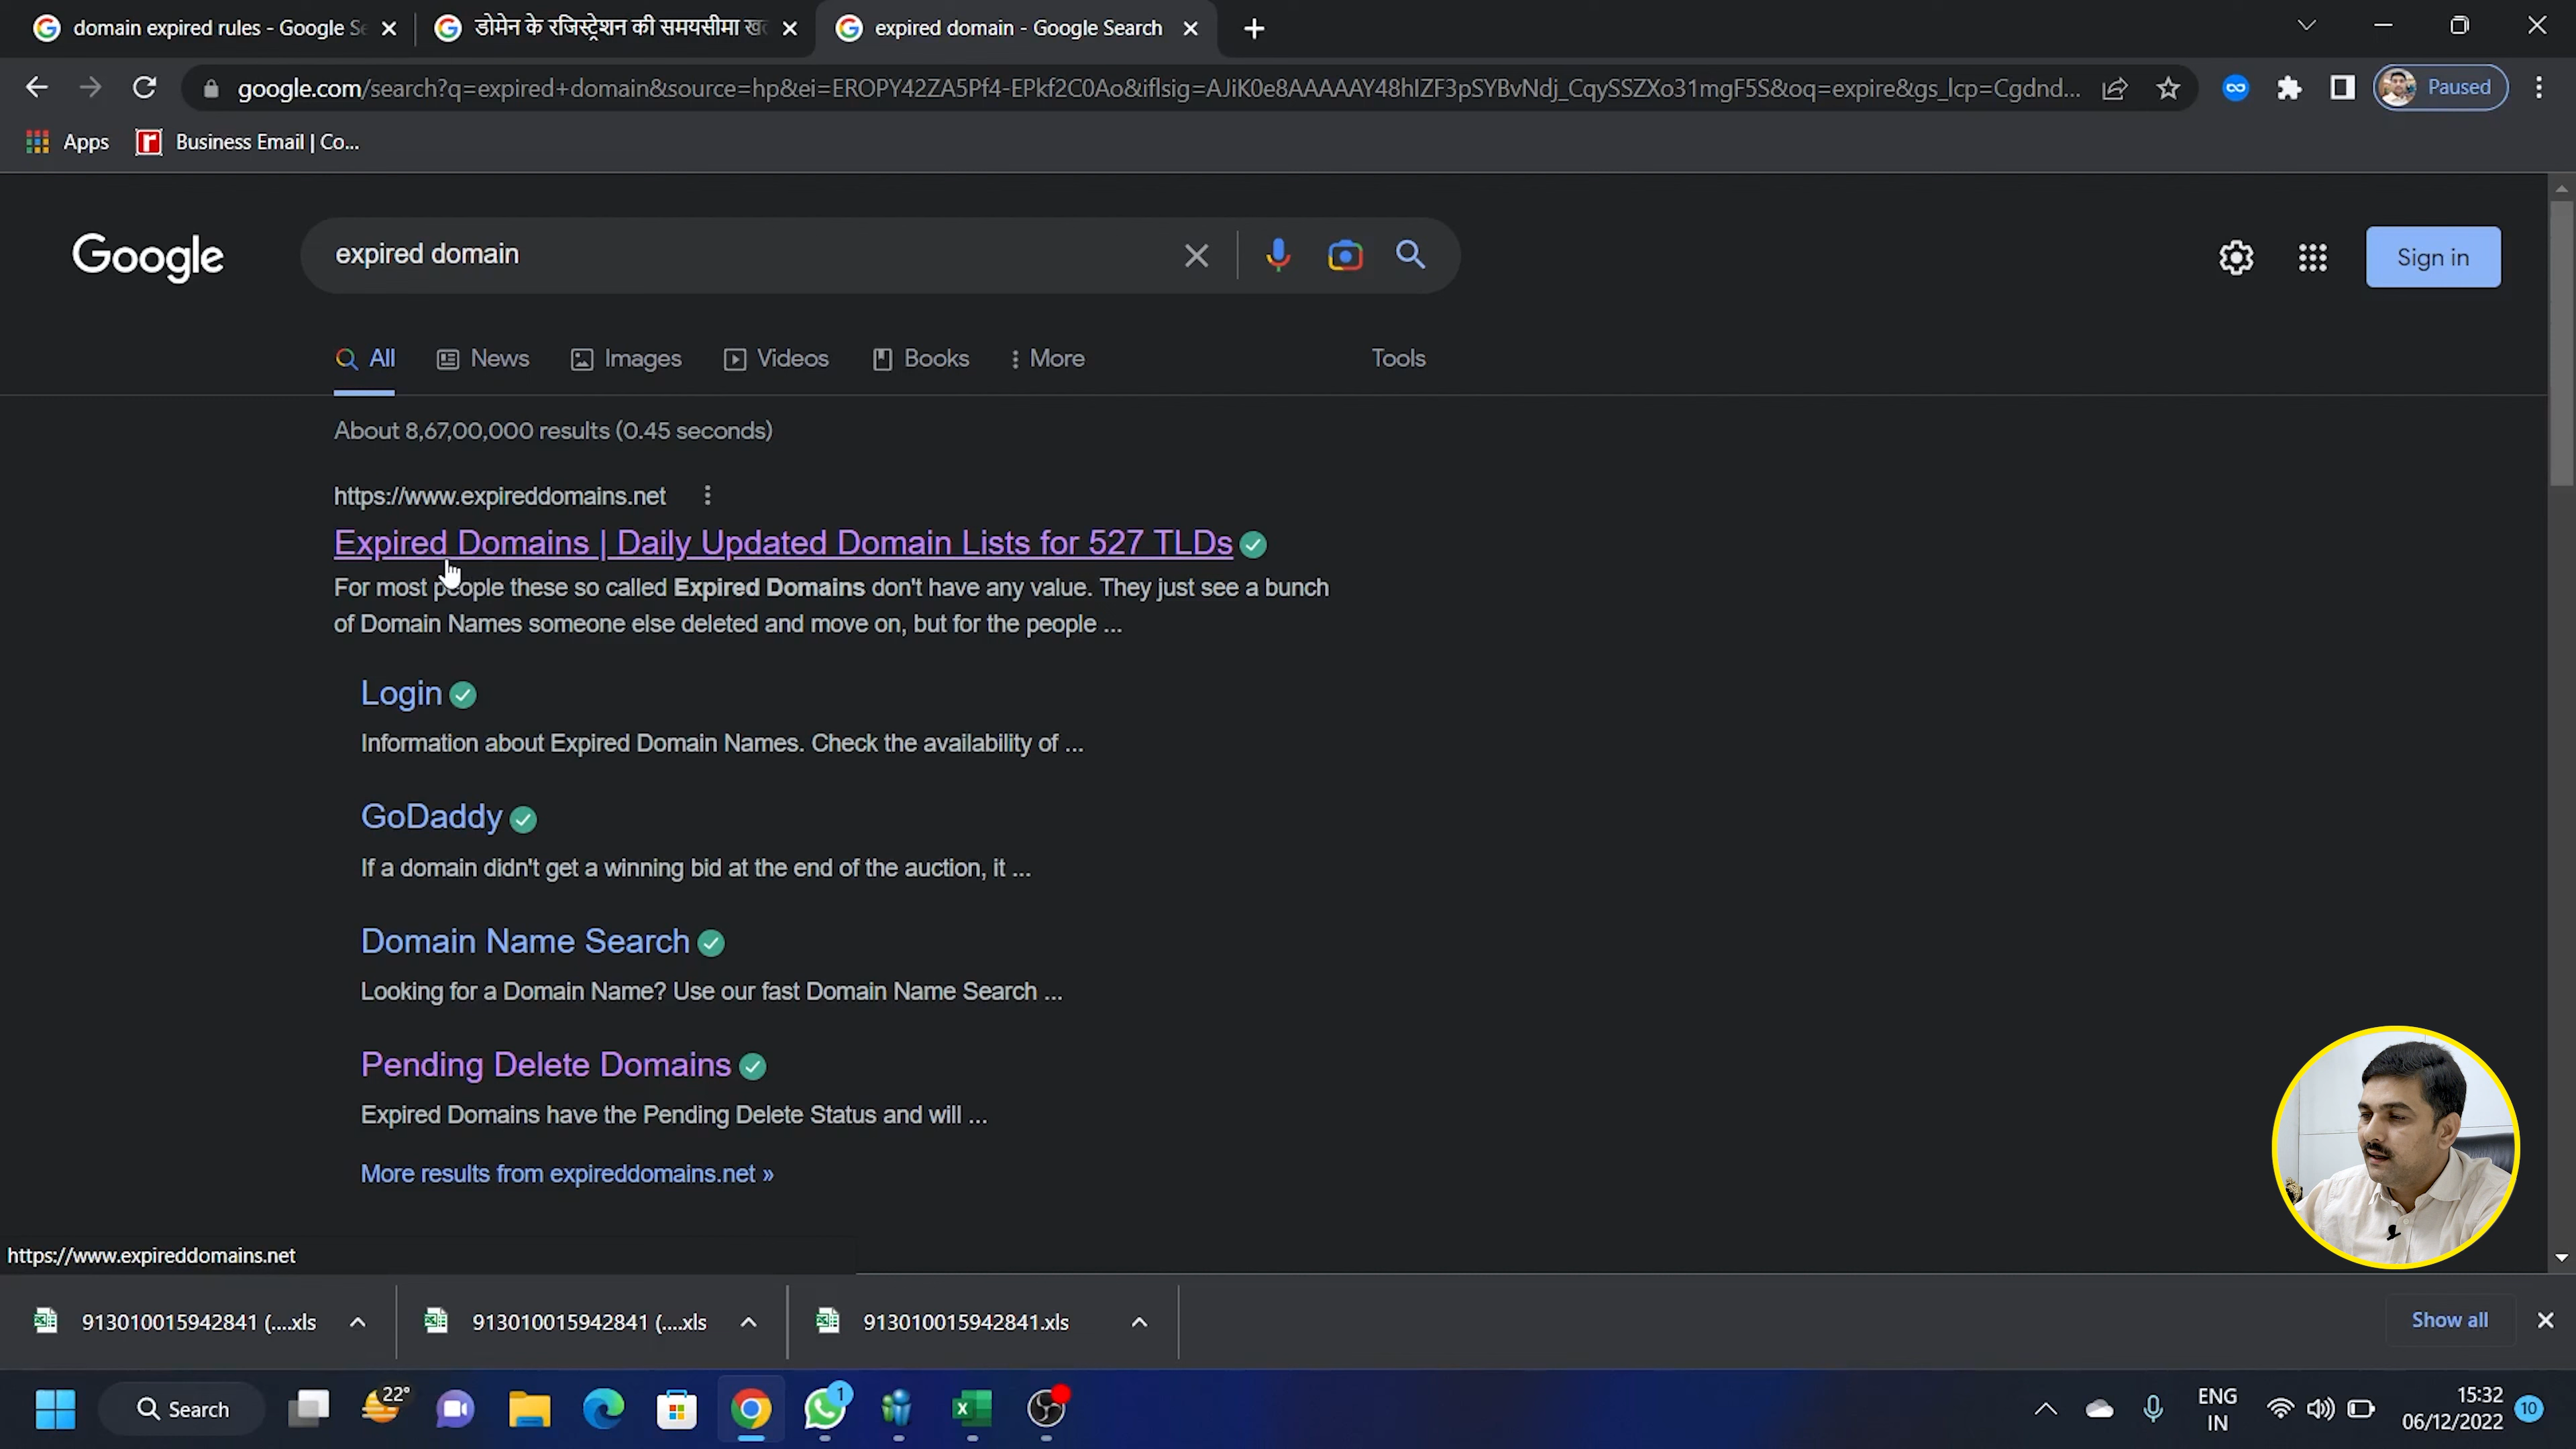 domain expired rules - Google Se
डोमेन के रजिस्ट्रेशन की समयसीमा ख
expired domain - Google Search
google.com/search?q=expired+domain&source=hp&ei=EROPY42ZA5Pf4-EPkf2C0Ao&iflsig=AJiK0e8AAAAAY48hIZF3pSYBvNdj_CqySSZXo31mgF5S&oq=expire&gs_lcp=Cgdnd...
Paused
Apps
Business Email | Co...
Google
expired domain
Sign in
All
News
Images
Videos
Books
More
Tools
About 8,67,00,000 results (0.45 seconds)
https://www.expireddomains.net
Expired Domains | Daily Updated Domain Lists for 527 TLDs
For most people these so called Expired Domains don't have any value. They just see a bunch
of Domain Names someone else deleted and move on, but for the people ...
Login
Information about Expired Domain Names. Check the availability of ...
GoDaddy
If a domain didn't get a winning bid at the end of the auction, it ...
Domain Name Search
Looking for a Domain Name? Use our fast Domain Name Search ...
Pending Delete Domains
Expired Domains have the Pending Delete Status and will ...
More results from expireddomains.net »
https://www.expireddomains.net
913010015942841 (....xls
913010015942841 (....xls
913010015942841.xls
Show all
Search
22°
1
ENG
IN
15:32
06/12/2022
10